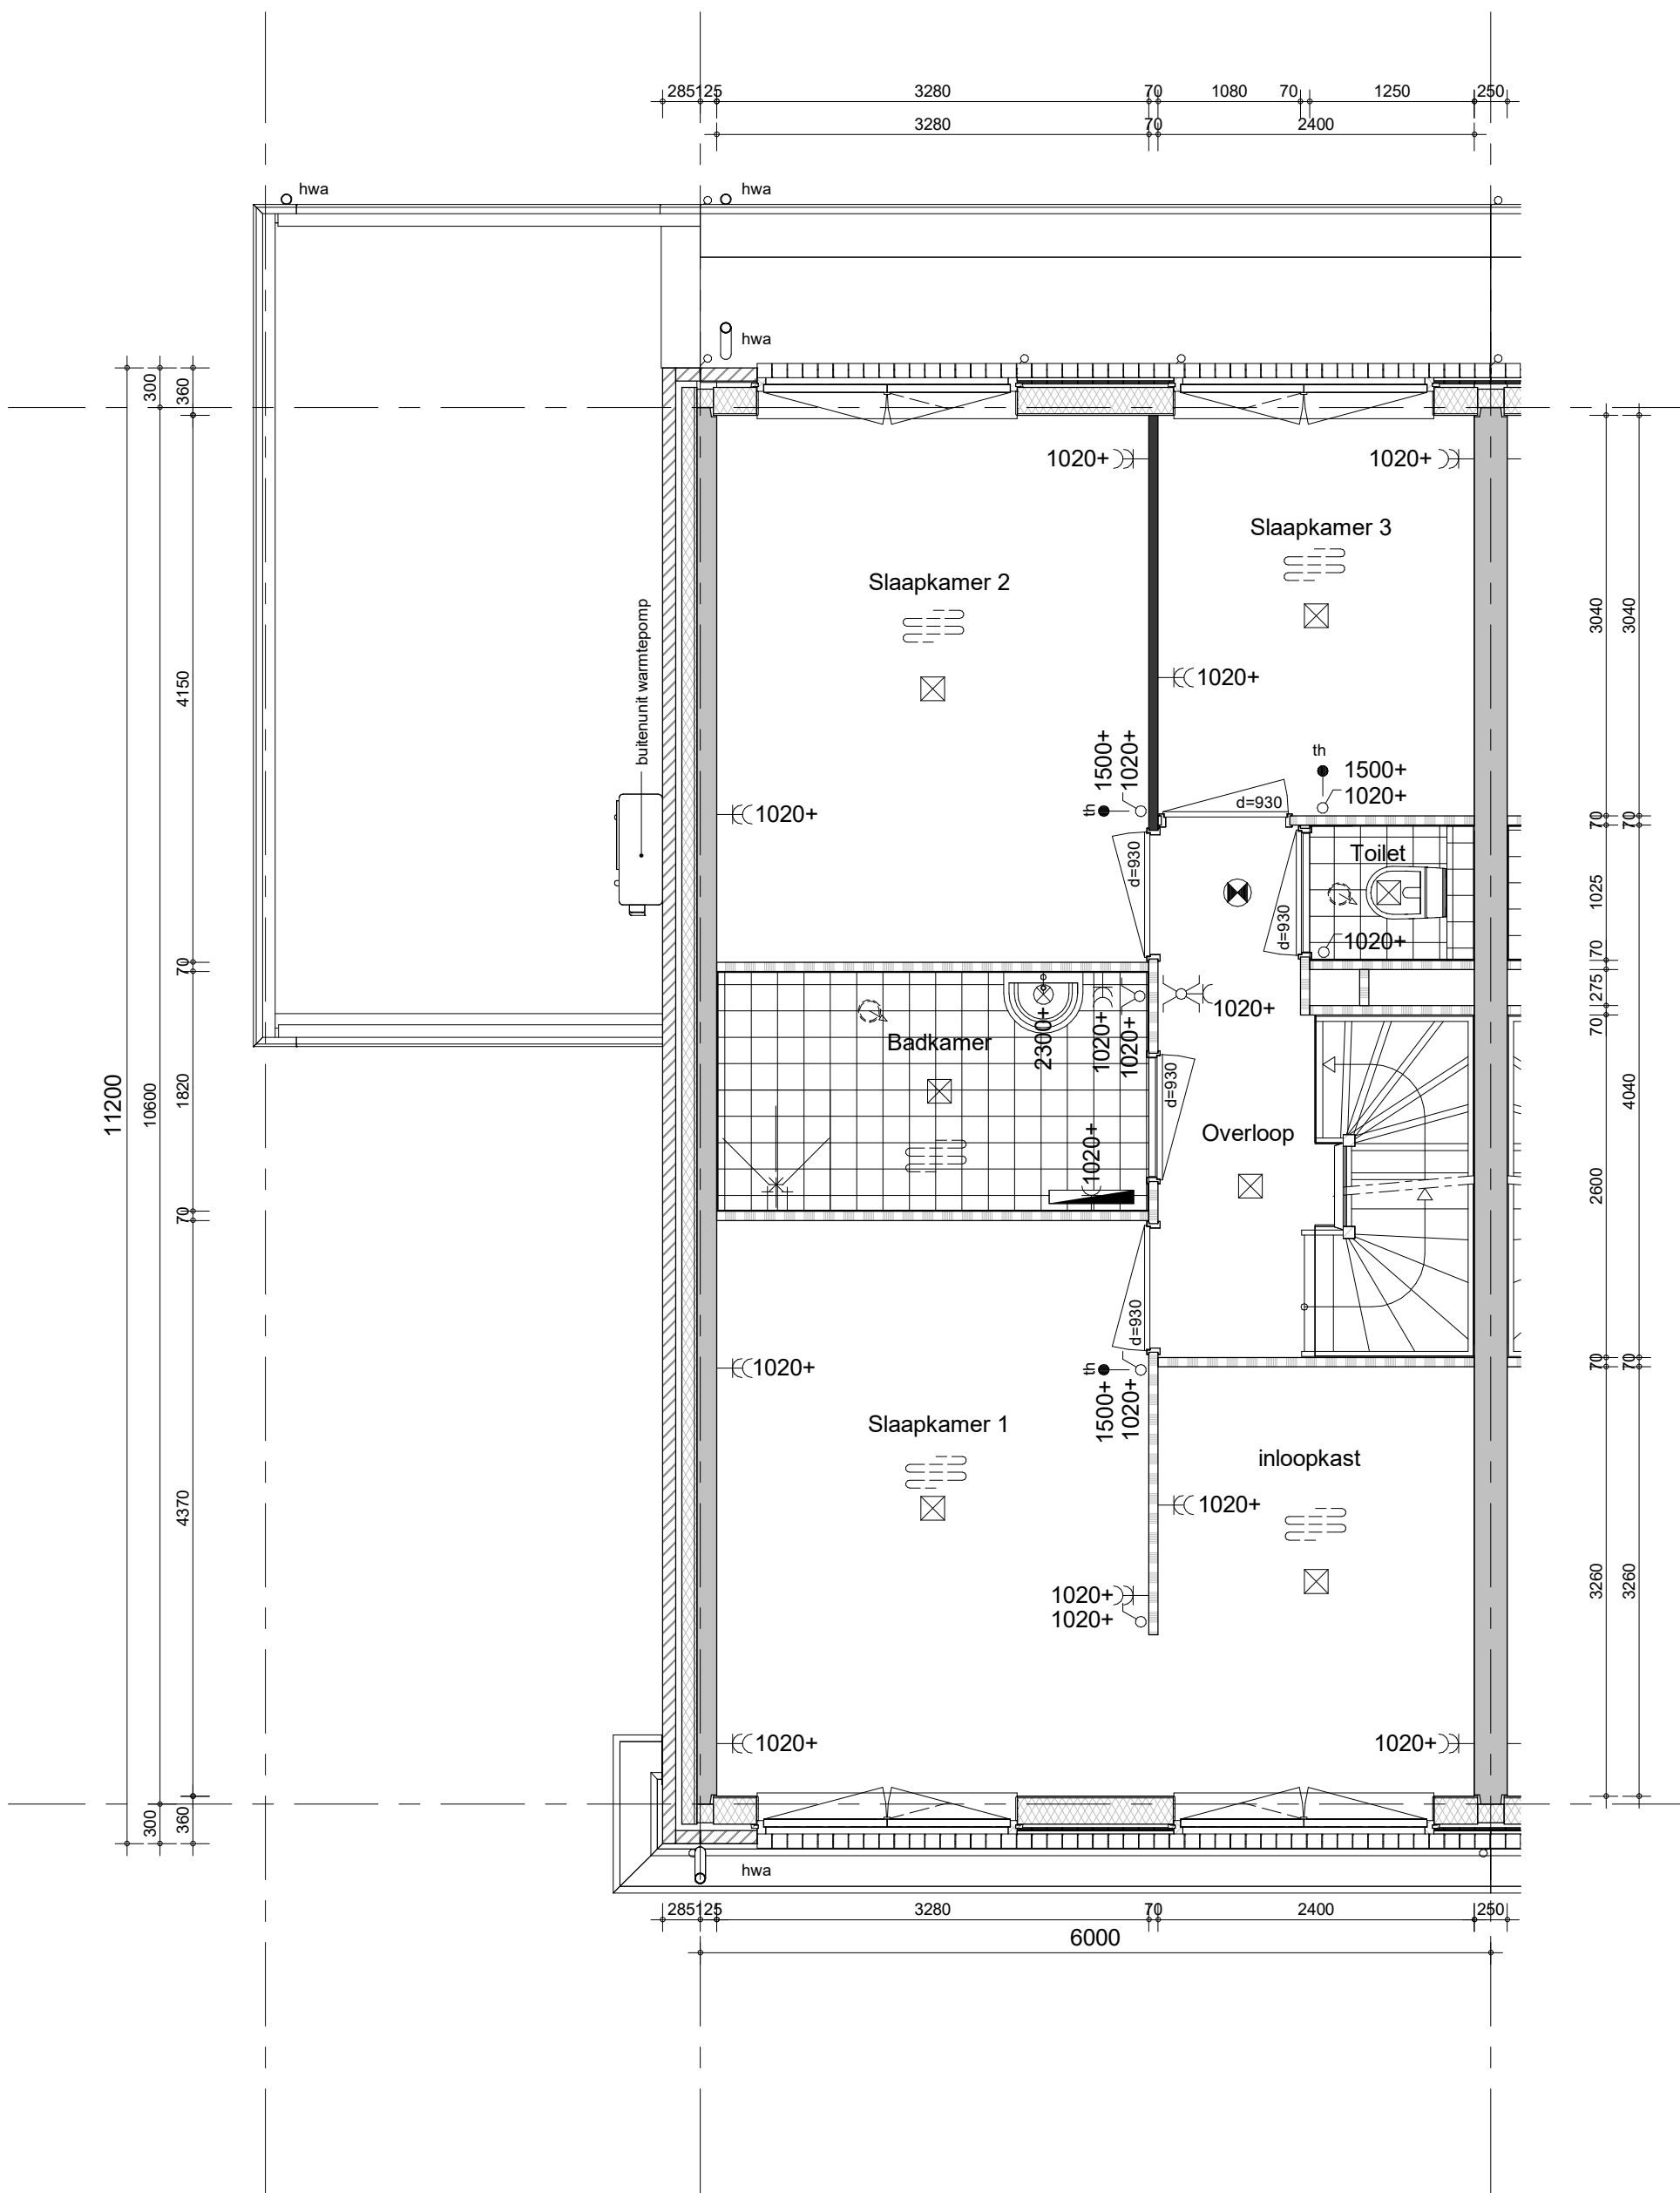 285 125 3280 70 1080 70 1250 250
3280 70 2400
hwa
hwa
hwa
300
360
1020+
1020+
Slaapkamer 3
Slaapkamer 2
3040
3040
buitenunit warmtepomp
4150
1020+
th
1500+
1020+
1020+
th
1500+
1020+
d=930
70
70
d=930
Toilet
d=930
1025
1020+
70
70
275
70
1020+
2300+
1020+
1020+
Badkamer
d=930
11200
10600
1820
4040
Overloop
1020+
2600
70
d=930
1020+
th
1500+
1020+
70
70
Slaapkamer 1
inloopkast
1020+
4370
3260
3260
1020+
1020+
1020+
1020+
300
360
hwa
285 125 3280 70 2400 250
6000